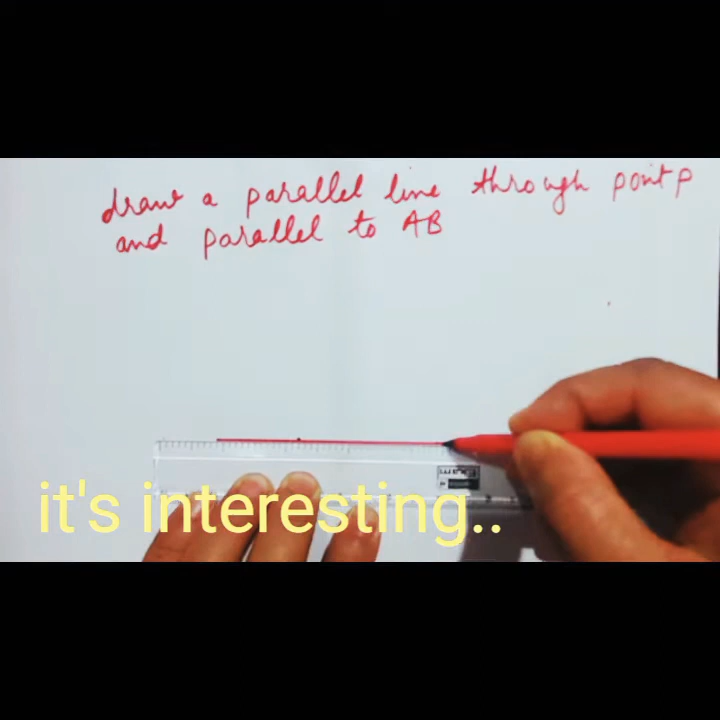 draw a parallel line through point P
and parallel to AB
it's interesting..